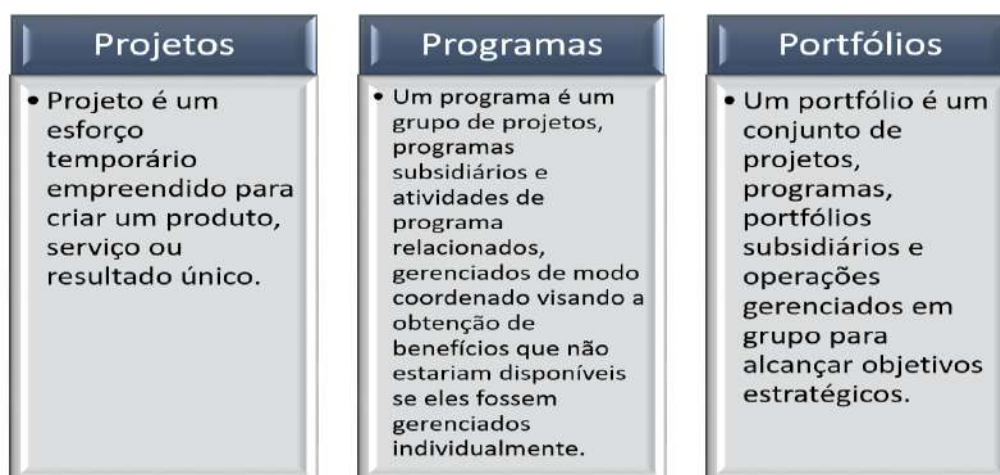 Projetos
• Projeto é um
esforço
temporário
empreendido para
criar um produto,
serviço ou
resultado único.
Programas
• Um programa é um
grupo de projetos,
programas
subsidiários e
atividades de
programa
relacionados,
gerenciados de modo
coordenado visando a
obtenção de
benefícios que não
estariam disponíveis
se eles fossem
gerenciados
individualmente.
Portfólios
• Um portfólio é um
conjunto de
projetos,
programas,
portfólios
subsidiários e
operações
gerenciados em
grupo para
alcançar objetivos
estratégicos.